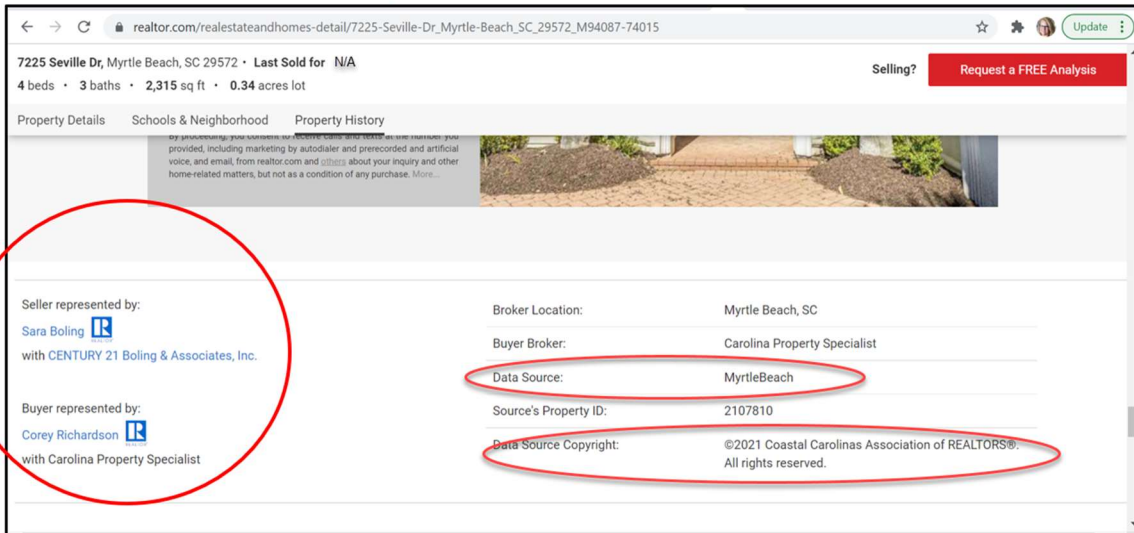 realtor.com/realestateandhomes-detail/7225-Seville-Dr_Myrtle-Beach_SC_29572_M94087-74015
Update
7225 Seville Dr, Myrtle Beach, SC 29572 • Last Sold for N/A
4 beds • 3 baths • 2,315 sq ft • 0.34 acres lot
Selling?
Request a FREE Analysis
Property Details Schools & Neighborhood Property History
By proceeding, you consent to receive calls and texts at the number you
provided, including marketing by autodialer and prerecorded and artificial
voice, and email, from realtor.com and others about your inquiry and other
home-related matters, but not as a condition of any purchase. More...
Seller represented by:
Sara Boling R
REALTOR
with CENTURY 21 Boling & Associates, Inc.
Buyer represented by:
Corey Richardson R
REALTOR
with Carolina Property Specialist
Broker Location: Myrtle Beach, SC
Buyer Broker: Carolina Property Specialist
Data Source: MyrtleBeach
Source's Property ID: 2107810
Data Source Copyright: ©2021 Coastal Carolinas Association of REALTORS®.
All rights reserved.